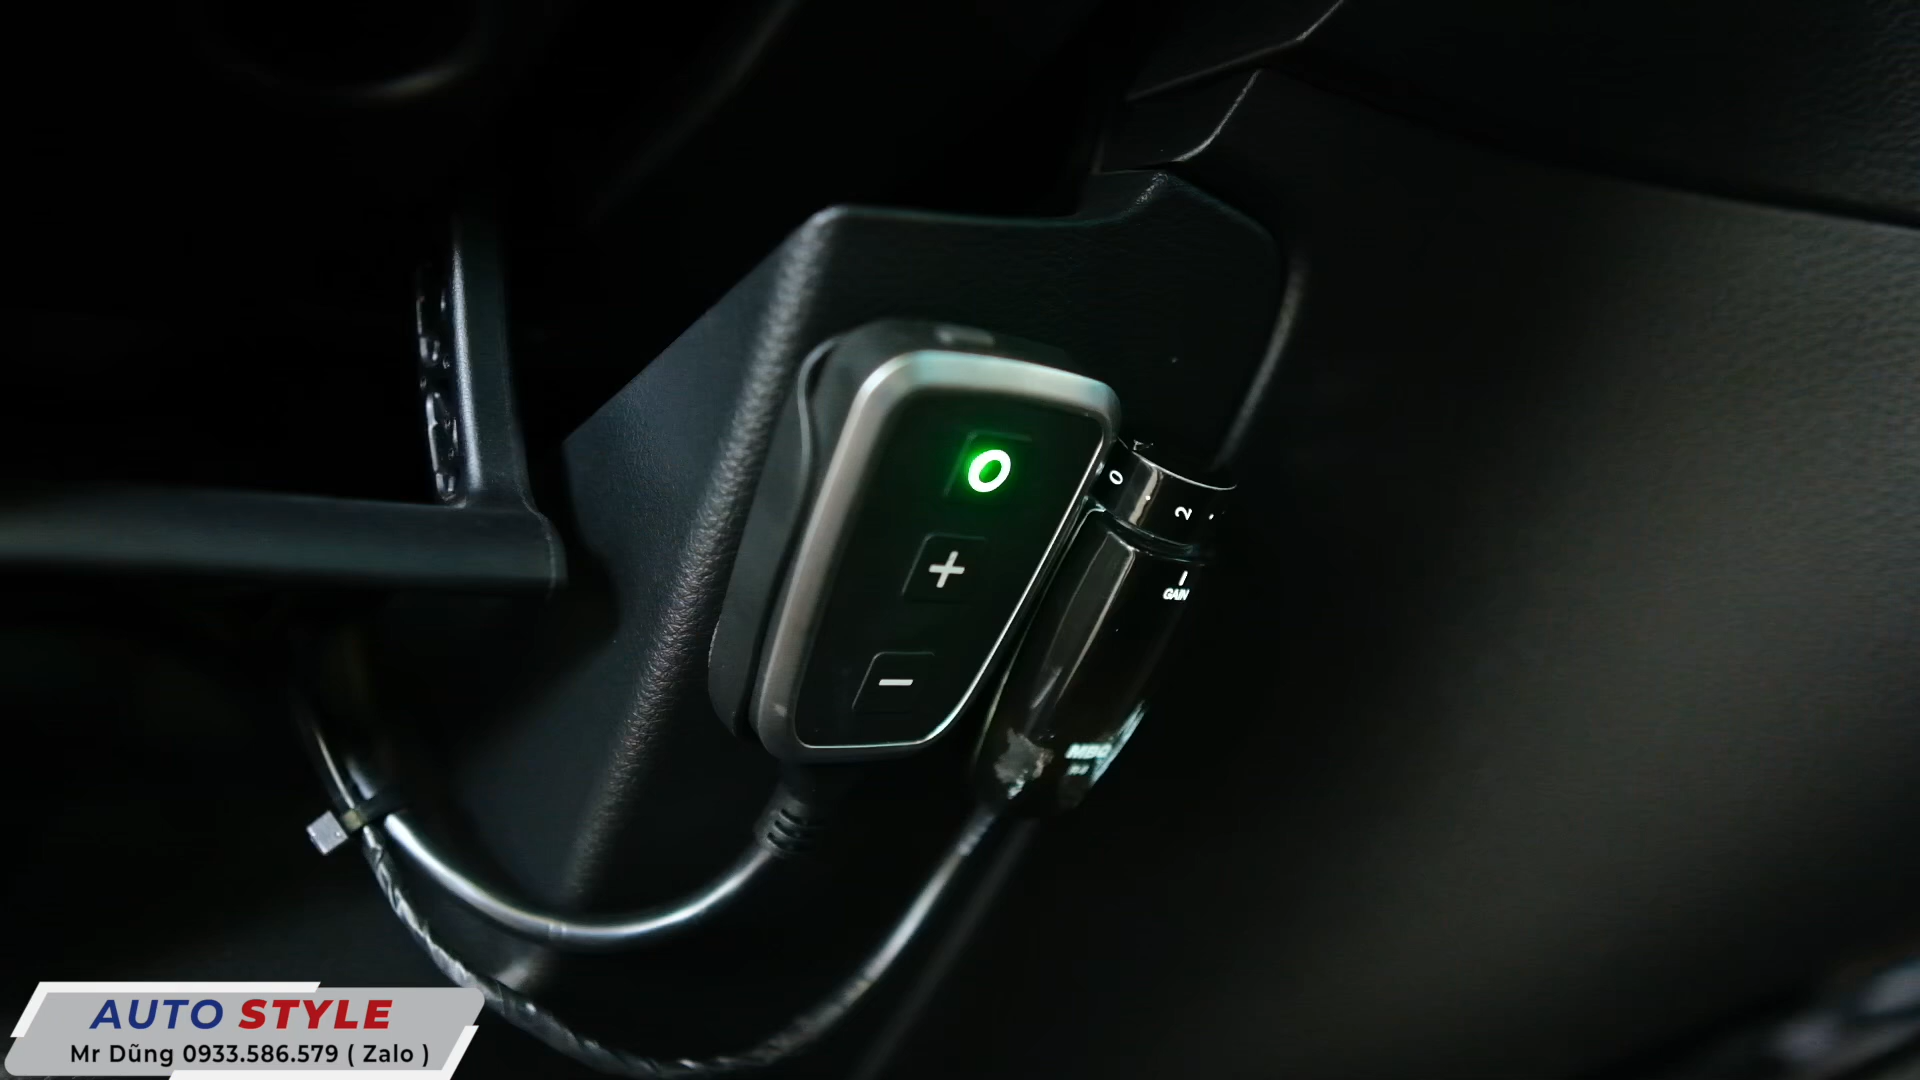 O
+
−
0
2
GAIN
AUTO STYLE
Mr Dũng 0933.586.579 ( Zalo )